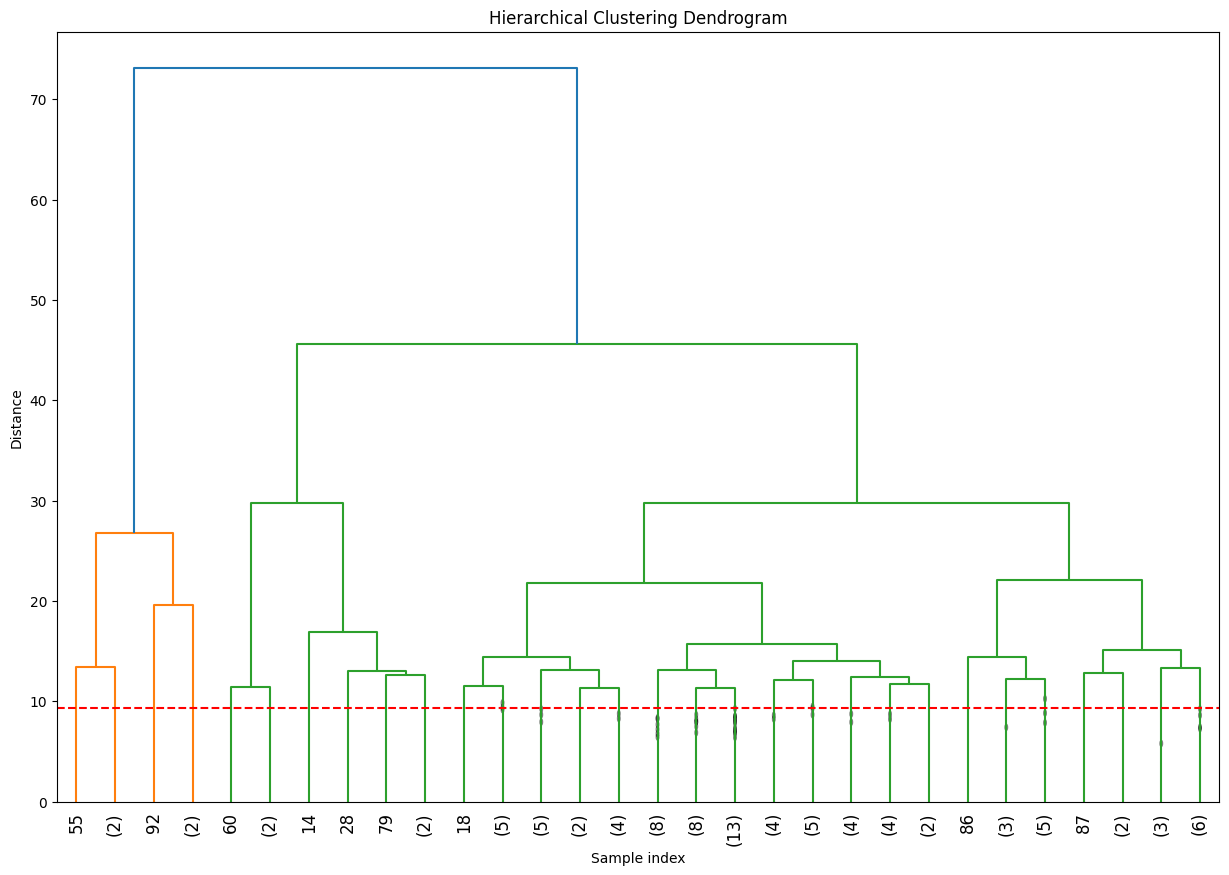 Hierarchical Clustering Dendrogram
70
60
50
40
30
20
10
0
Distance
55 (2) 92 (2) 60 (2) 14 28 79 (2) 18 (5) (5) (2) (4) (8) (8) (13) (4) (5) (4) (4) (2) 86 (3) (5) 87 (2) (3) (6)
Sample index